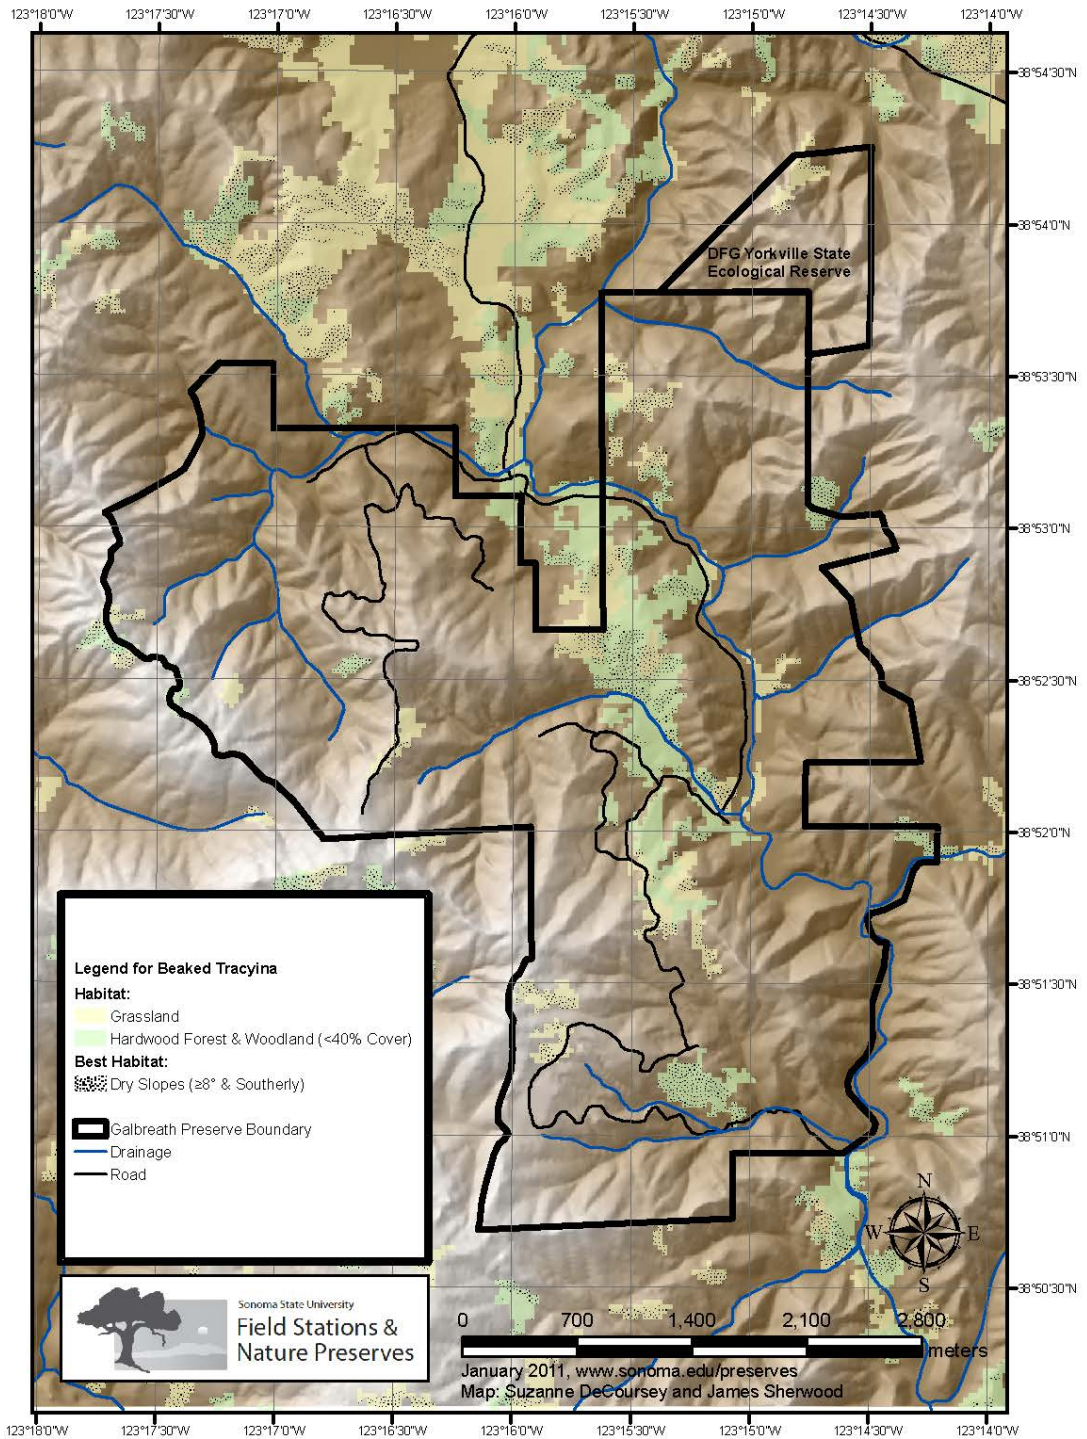 123°18'0"W 123°17'30"W 123°17'0"W 123°16'30"W 123°16'0"W 123°15'30"W 123°15'0"W 123°14'30"W 123°14'0"W
38°54'30"N
38°54'0"N
DFG Yorkville State
Ecological Reserve
38°53'30"N
38°53'0"N
38°52'30"N
38°52'0"N
Legend for Beaked Tracyina
Habitat:
Grassland
Hardwood Forest & Woodland (<40% Cover)
Best Habitat:
Dry Slopes (≥8° & Southerly)
Galbreath Preserve Boundary
Drainage
Road
38°51'30"N
38°51'0"N
N
W E
S
38°50'30"N
Sonoma State University
Field Stations &
Nature Preserves
0 700 1,400 2,100 2,800
meters
January 2011, www.sonoma.edu/preserves
Map: Suzanne DeCoursey and James Sherwood
123°18'0"W 123°17'30"W 123°17'0"W 123°16'30"W 123°16'0"W 123°15'30"W 123°15'0"W 123°14'30"W 123°14'0"W